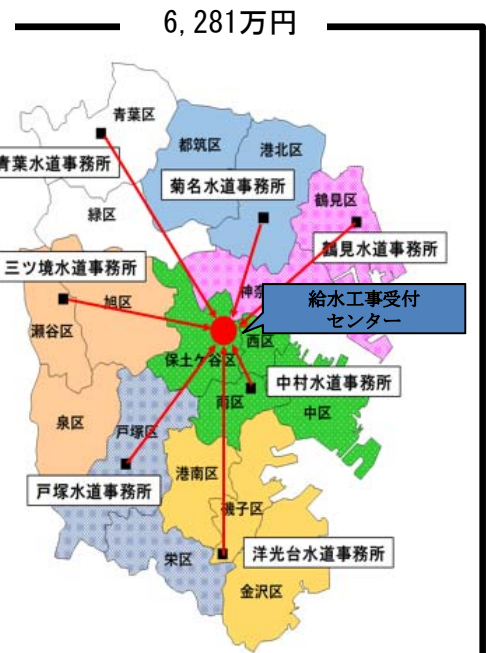 6,281万円
青葉区
都筑区
港北区
青葉水道事務所
菊名水道事務所
鶴見区
緑区
鶴見水道事務所
三ツ境水道事務所
旭区
神奈
給水工事受付
センター
瀬谷区
西区
保土ケ谷区
中村水道事務所
南区
中区
泉区
戸塚区
港南区
戸塚水道事務所
磯子区
栄区
洋光台水道事務所
金沢区